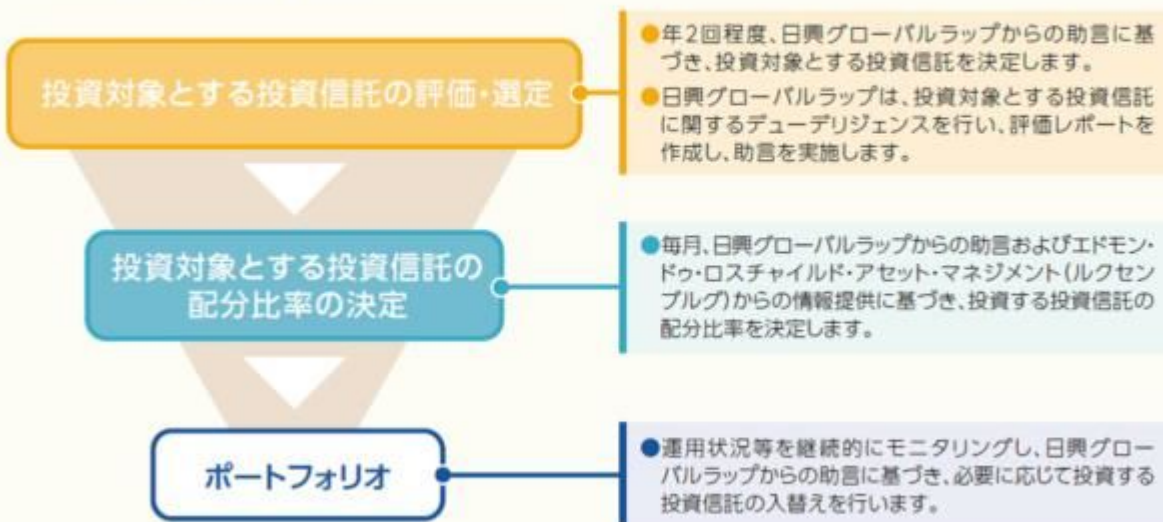 投資対象とする投資信託の評価・選定
●年2回程度、日興グローバルラップからの助言に基
づき、投資対象とする投資信託を決定します。
●日興グローバルラップは、投資対象とする投資信託
に関するデューデリジェンスを行い、評価レポートを
作成し、助言を実施します。
投資対象とする投資信託の
配分比率の決定
●毎月、日興グローバルラップからの助言およびエドモン・
ドゥ・ロスチャイルド・アセット・マネジメント(ルクセン
ブルグ)からの情報提供に基づき、投資する投資信託の
配分比率を決定します。
ポートフォリオ
●運用状況等を継続的にモニタリングし、日興グロー
バルラップからの助言に基づき、必要に応じて投資する
投資信託の入替えを行います。